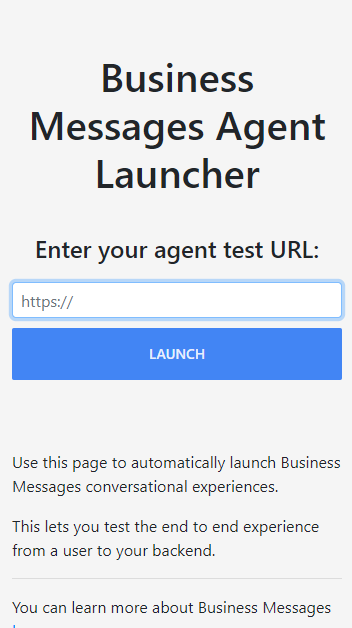 Business
Messages Agent
Launcher
Enter your agent test URL:
https://
LAUNCH
Use this page to automatically launch Business
Messages conversational experiences.
This lets you test the end to end experience
from a user to your backend.
You can learn more about Business Messages